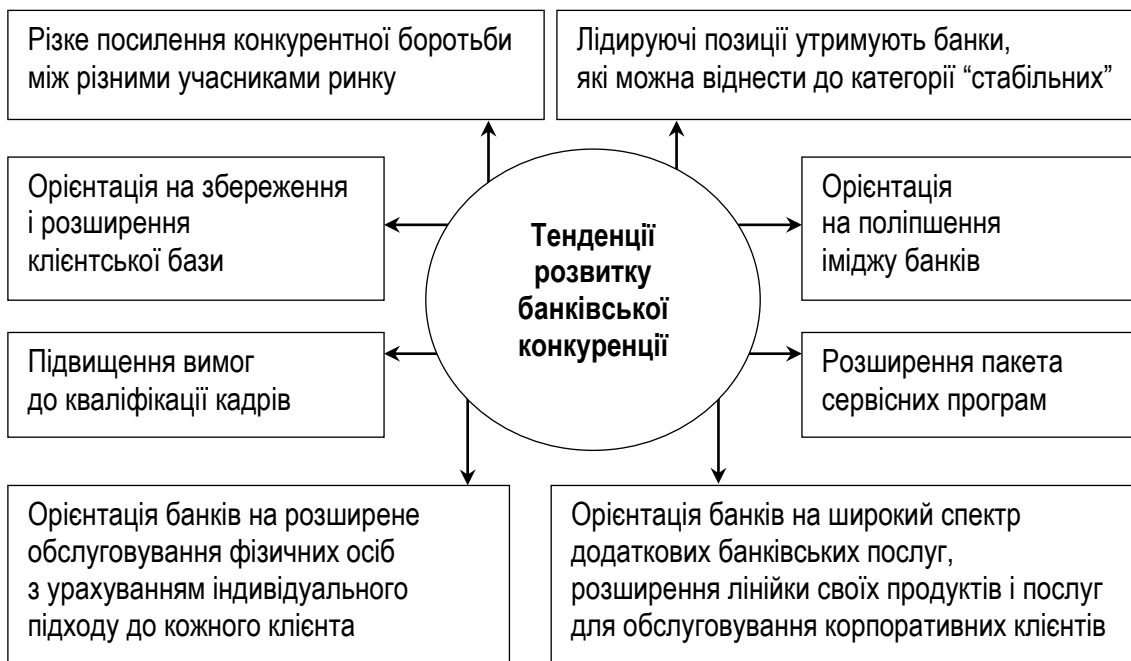 Різке посилення конкурентної боротьби
між різними учасниками ринку
Лідируючі позиції утримують банки,
які можна віднести до категорії “стабільних”
Орієнтація на збереження
і розширення
клієнтської бази
Тенденції
розвитку
банківської
конкуренції
Орієнтація
на поліпшення
іміджу банків
Підвищення вимог
до кваліфікації кадрів
Розширення пакета
сервісних програм
Орієнтація банків на розширене
обслуговування фізичних осіб
з урахуванням індивідуального
підходу до кожного клієнта
Орієнтація банків на широкий спектр
додаткових банківських послуг,
розширення лінійки своїх продуктів і послуг
для обслуговування корпоративних клієнтів